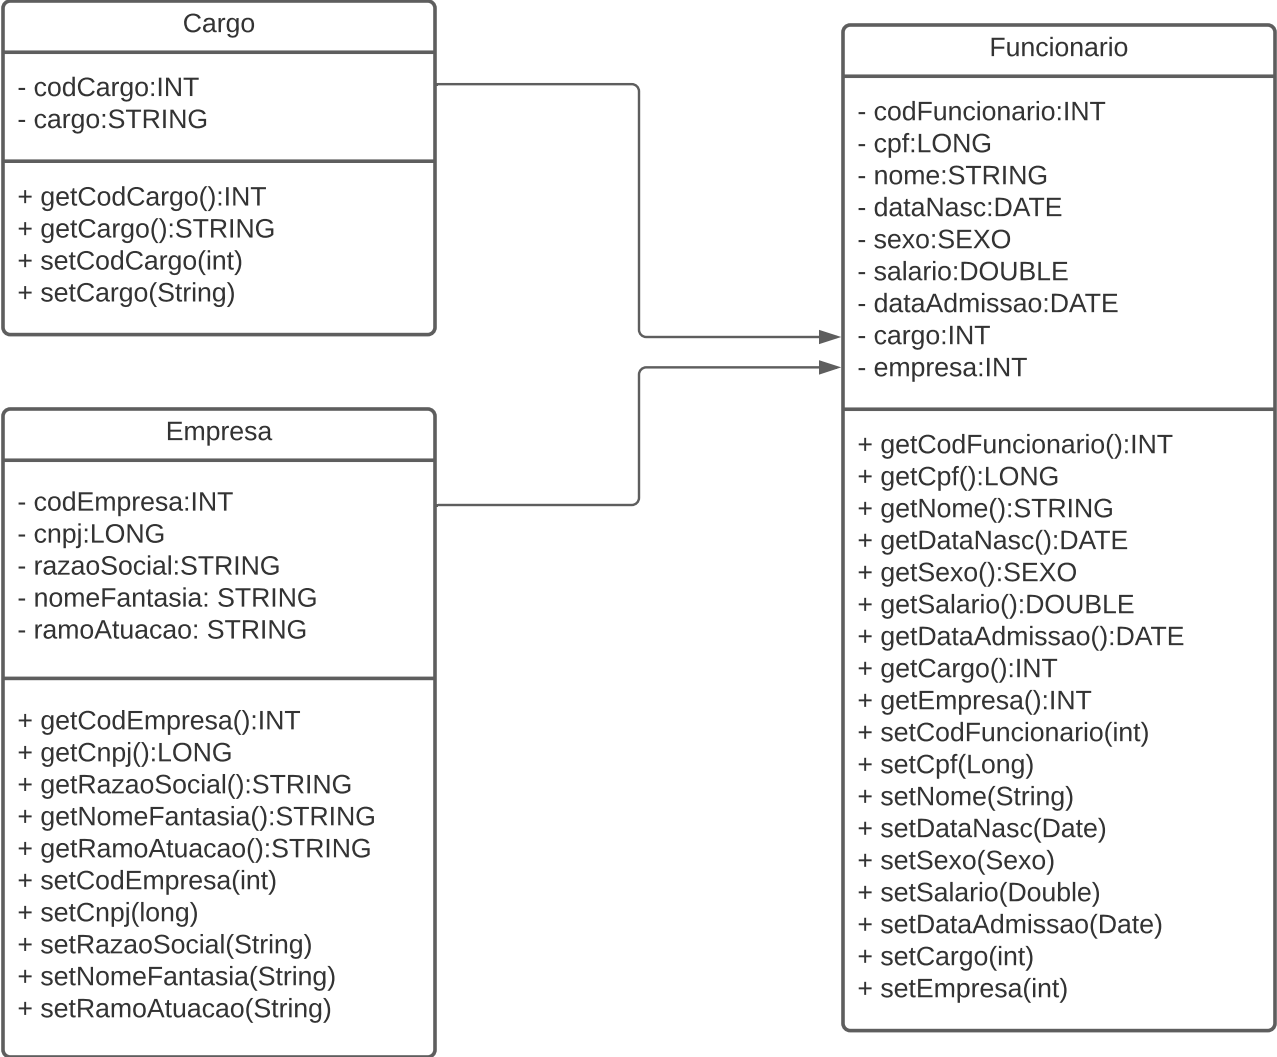 Cargo
- codCargo:INT
- cargo:STRING
+ getCodCargo():INT
+ getCargo():STRING
+ setCodCargo(int)
+ setCargo(String)
Empresa
- codEmpresa:INT
- cnpj:LONG
- razaoSocial:STRING
- nomeFantasia: STRING
- ramoAtuacao: STRING
+ getCodEmpresa():INT
+ getCnpj():LONG
+ getRazaoSocial():STRING
+ getNomeFantasia():STRING
+ getRamoAtuacao():STRING
+ setCodEmpresa(int)
+ setCnpj(long)
+ setRazaoSocial(String)
+ setNomeFantasia(String)
+ setRamoAtuacao(String)
Funcionario
- codFuncionario:INT
- cpf:LONG
- nome:STRING
- dataNasc:DATE
- sexo:SEXO
- salario:DOUBLE
- dataAdmissao:DATE
- cargo:INT
- empresa:INT
+ getCodFuncionario():INT
+ getCpf():LONG
+ getNome():STRING
+ getDataNasc():DATE
+ getSexo():SEXO
+ getSalario():DOUBLE
+ getDataAdmissao():DATE
+ getCargo():INT
+ getEmpresa():INT
+ setCodFuncionario(int)
+ setCpf(Long)
+ setNome(String)
+ setDataNasc(Date)
+ setSexo(Sexo)
+ setSalario(Double)
+ setDataAdmissao(Date)
+ setCargo(int)
+ setEmpresa(int)